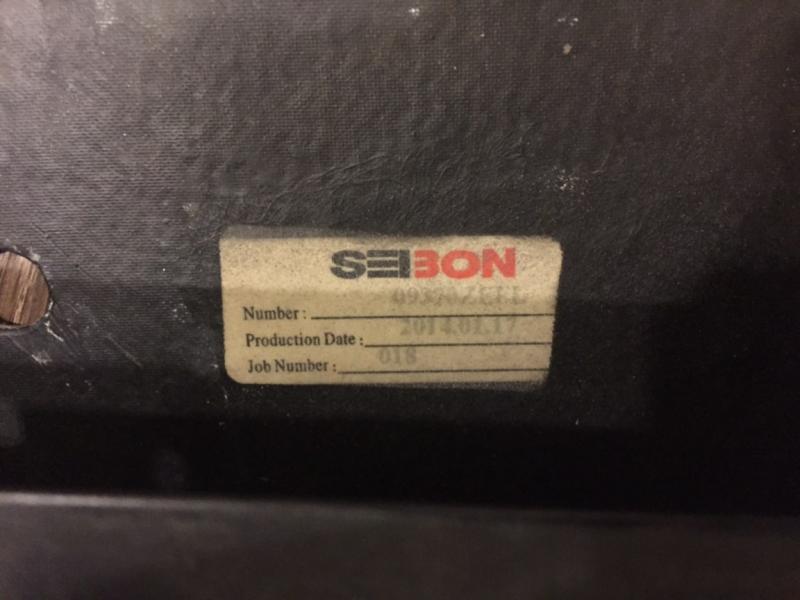 SEIBON
Number :
2014.01.17
Production Date :
018
Job Number :